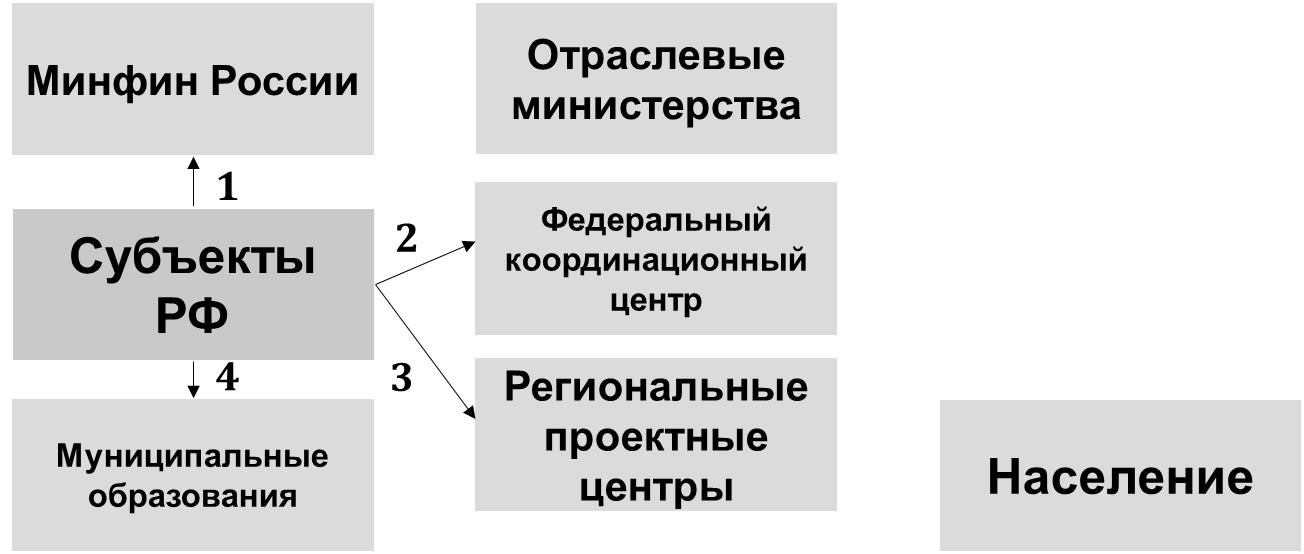 Минфин России
Отраслевые
министерства
1
Субъекты
РФ
2
Федеральный
координационный
центр
4
3
Муниципальные
образования
Региональные
проектные
центры
Население